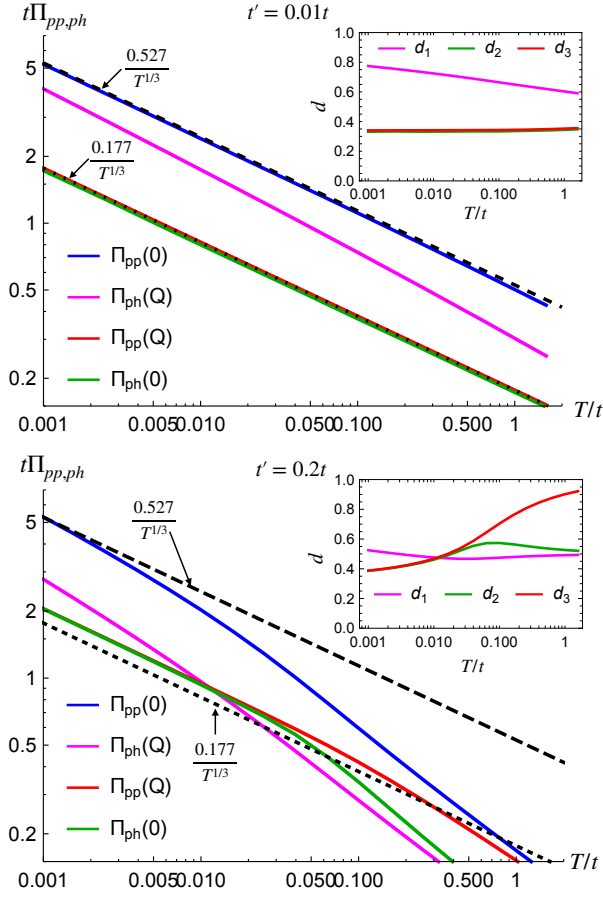 tΠpp,ph
t′ = 0.01t
0.527
T^1/3
0.177
T^1/3
5
2
1
0.5
0.2
Πpp(0)
Πph(Q)
Πpp(Q)
Πph(0)
0.001 0.005 0.010 0.050 0.100 0.500 1
T/t
d1 d2 d3
d
1.0
0.8
0.6
0.4
0.2
0.0
0.001 0.010 0.100 1
T/t
tΠpp,ph
t′ = 0.2t
0.527
T^1/3
5
2
1
0.5
0.2
Πpp(0)
Πph(Q)
Πpp(Q)
Πph(0)
0.177
T^1/3
0.001 0.005 0.010 0.050 0.100 0.500 1
T/t
d
1.0
0.8
0.6
0.4
0.2
0.0
d1 d2 d3
0.001 0.010 0.100 1
T/t